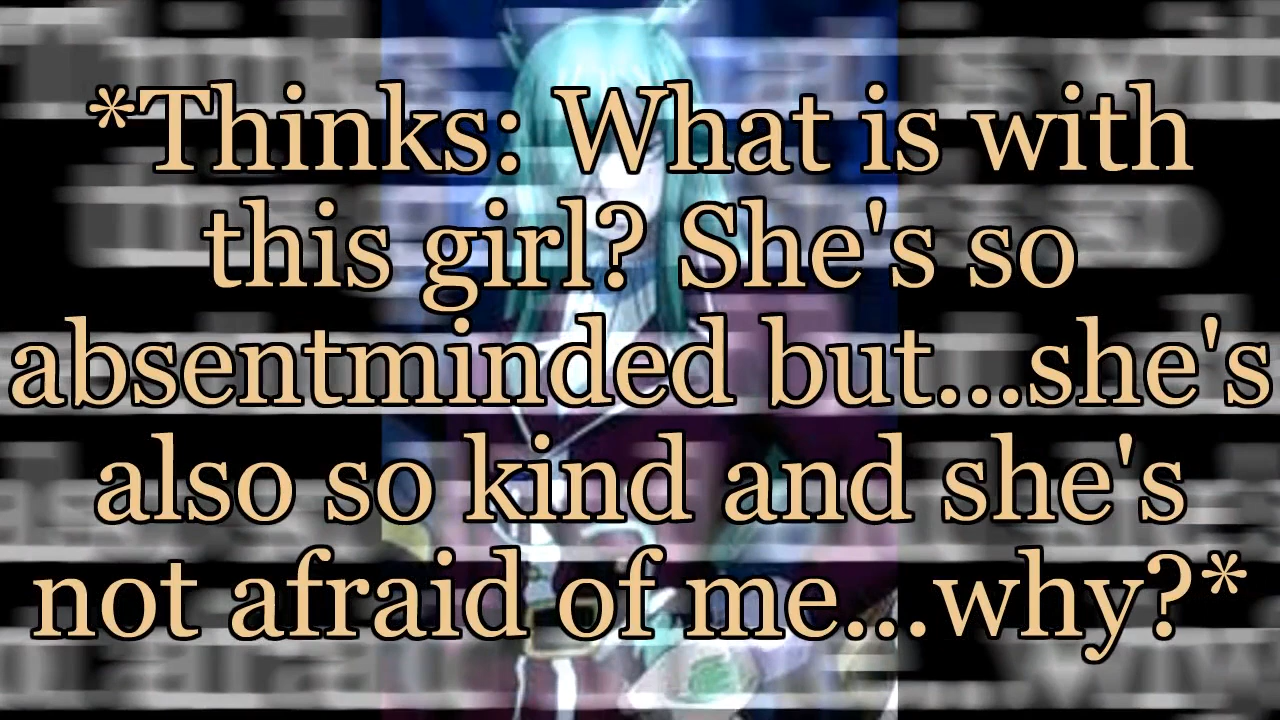 *Thinks: What is with
this girl? She's so
absentminded but...she's
also so kind and she's
not afraid of me...why?*